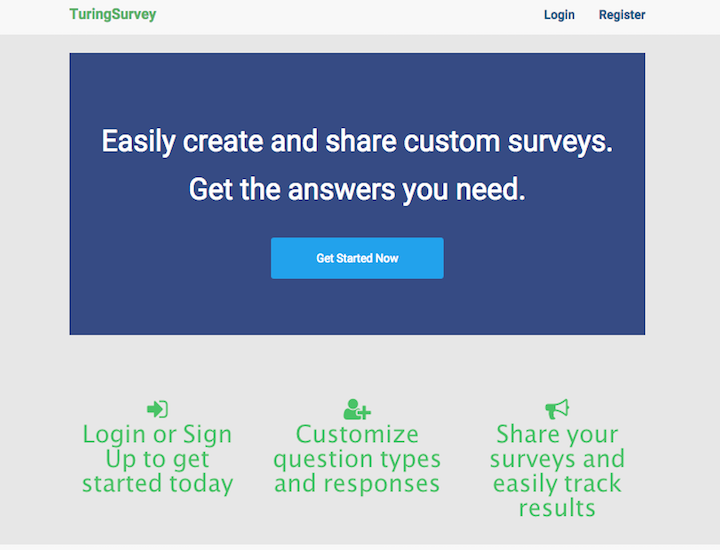 TuringSurvey
Login Register
Easily create and share custom surveys.
Get the answers you need.
Get Started Now
Login or Sign
Up to get
started today
Customize
question types
and responses
Share your
surveys and
easily track
results